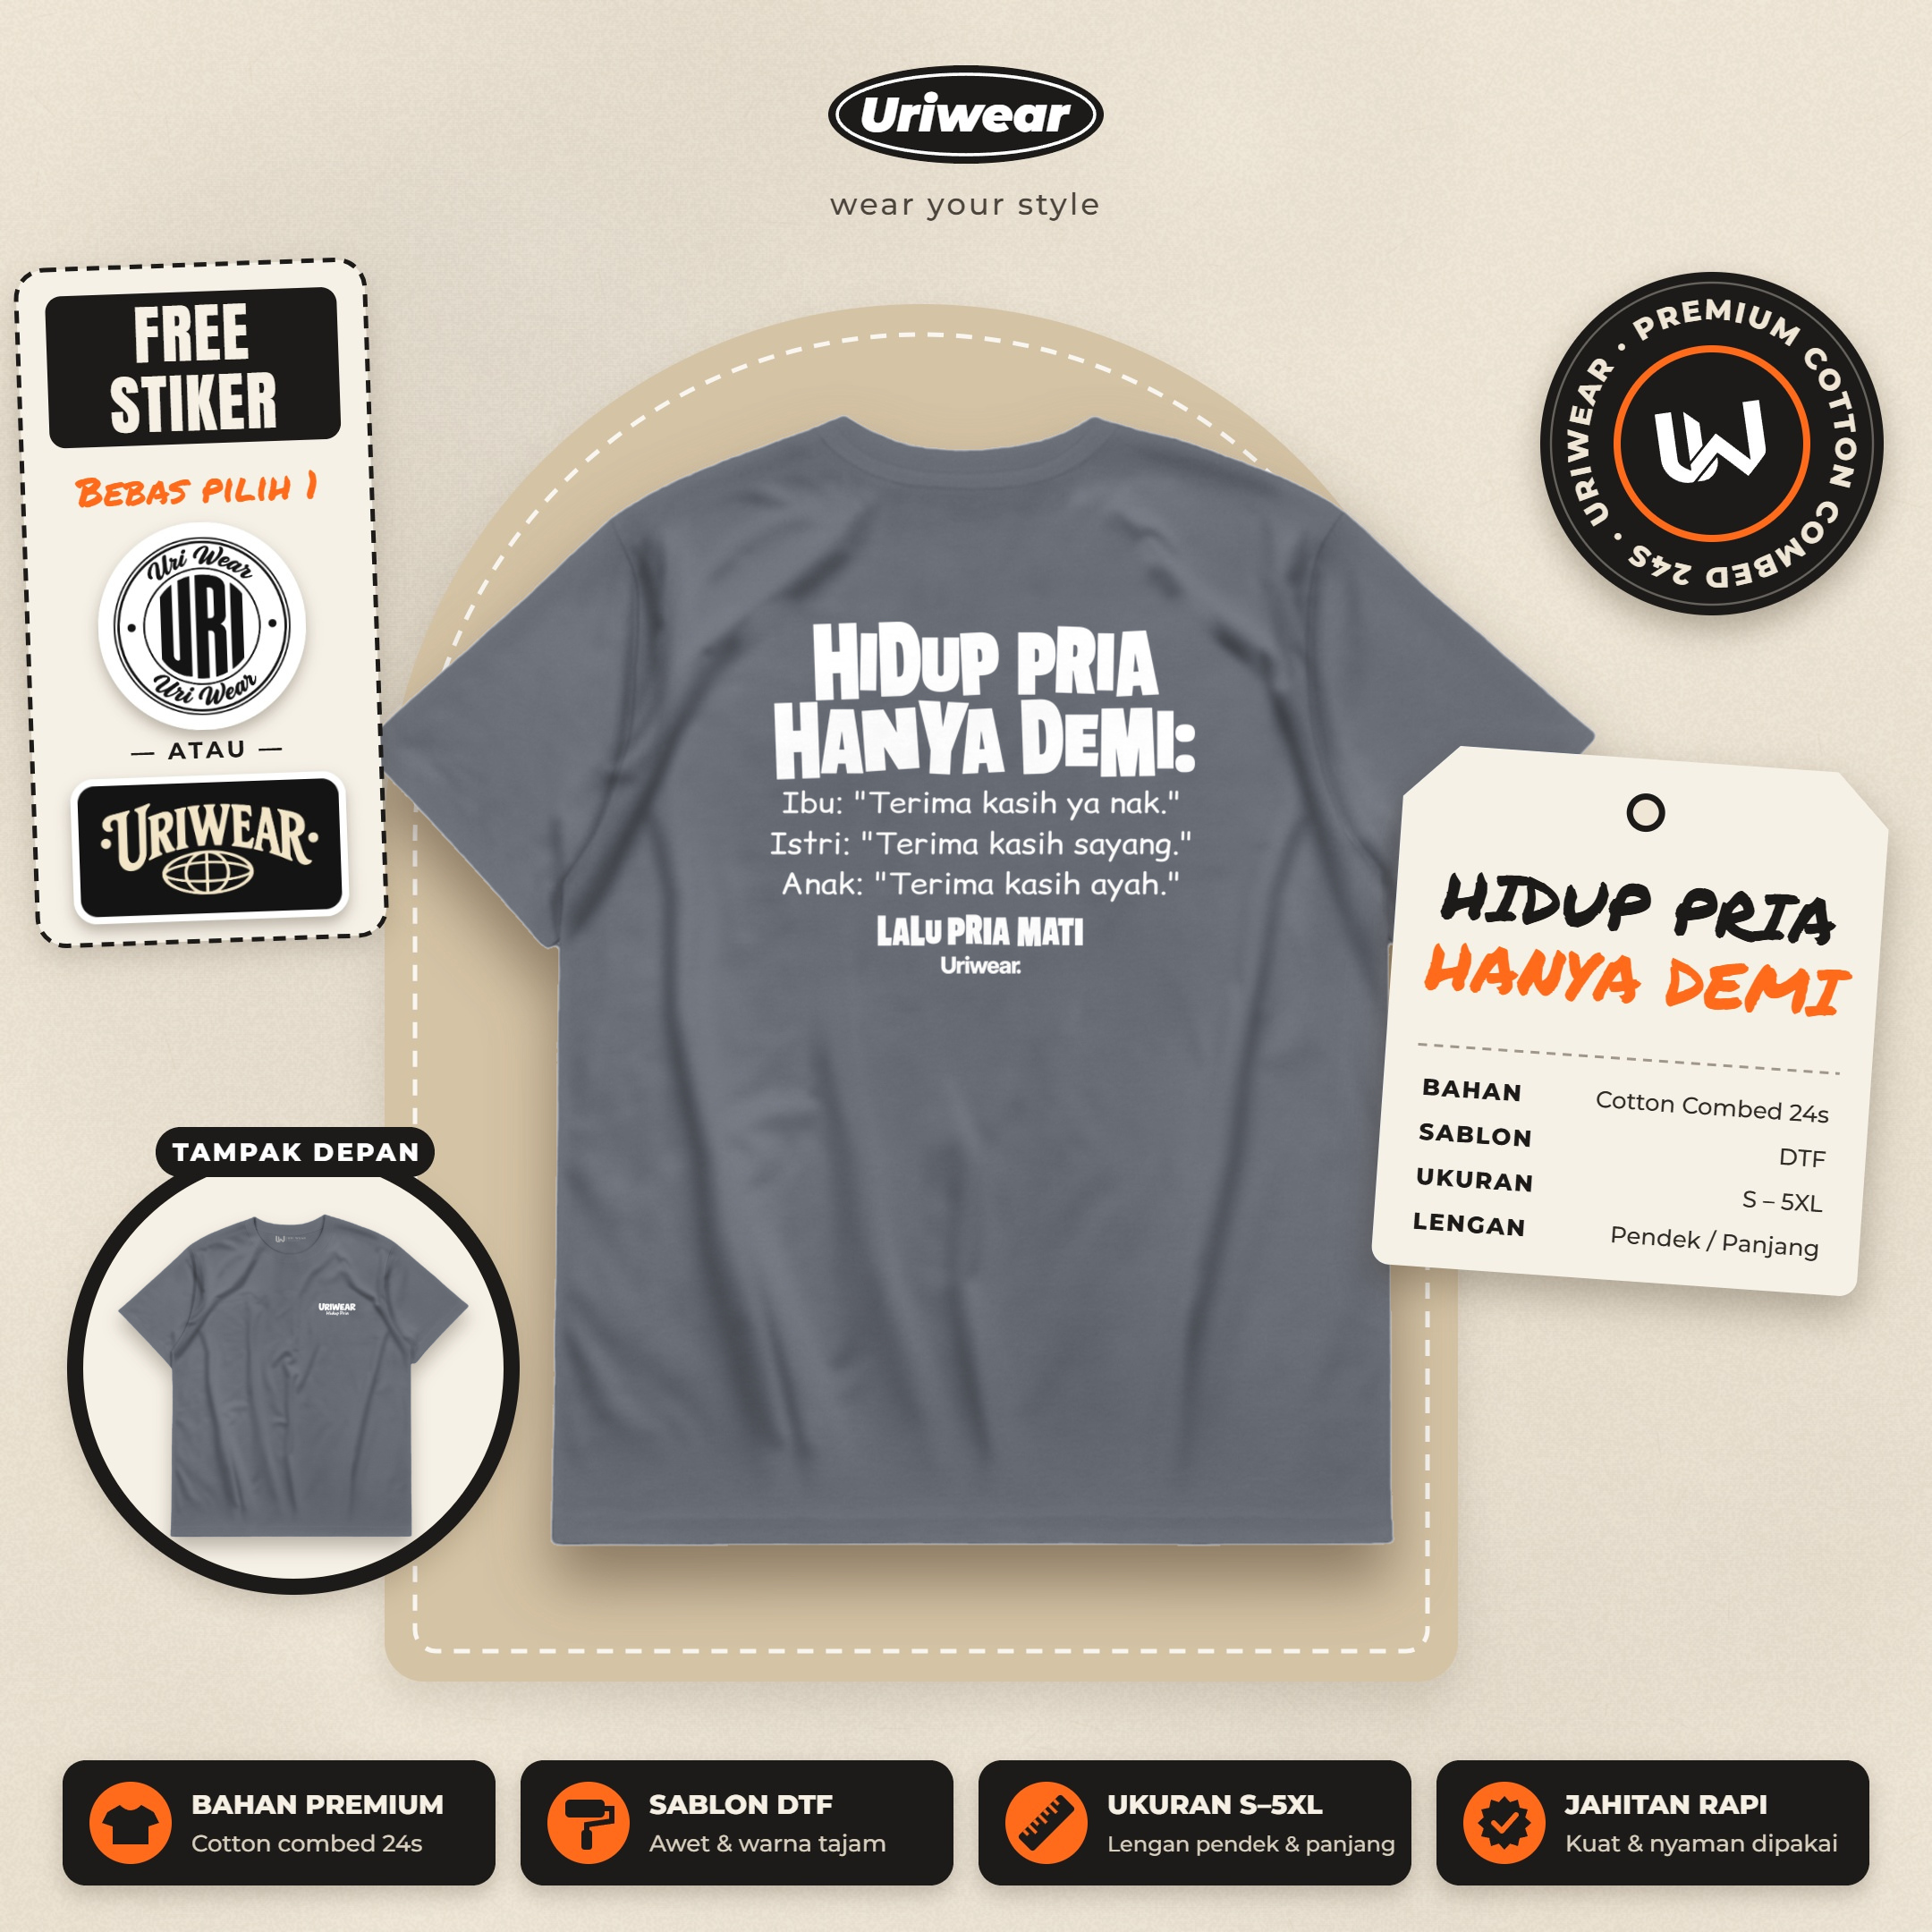 Uriwear
wear your style
FREE
STIKER
BEBAS PILIH 1
Uri Wear
URI
Uri Wear
— ATAU —
URIWEAR
URIWEAR • PREMIUM COTTON COMBED 24S •
HIDUP PRIA
HANYA DEMI:
Ibu: "Terima kasih ya nak."
Istri: "Terima kasih sayang."
Anak: "Terima kasih ayah."
LALU PRIA MATI
Uriwear.
HIDUP PRIA
HANYA DEMI
BAHAN Cotton Combed 24s
SABLON DTF
UKURAN S – 5XL
LENGAN Pendek / Panjang
TAMPAK DEPAN
URIWEAR
Hidup Pria
BAHAN PREMIUM
Cotton combed 24s
SABLON DTF
Awet & warna tajam
UKURAN S–5XL
Lengan pendek & panjang
JAHITAN RAPI
Kuat & nyaman dipakai